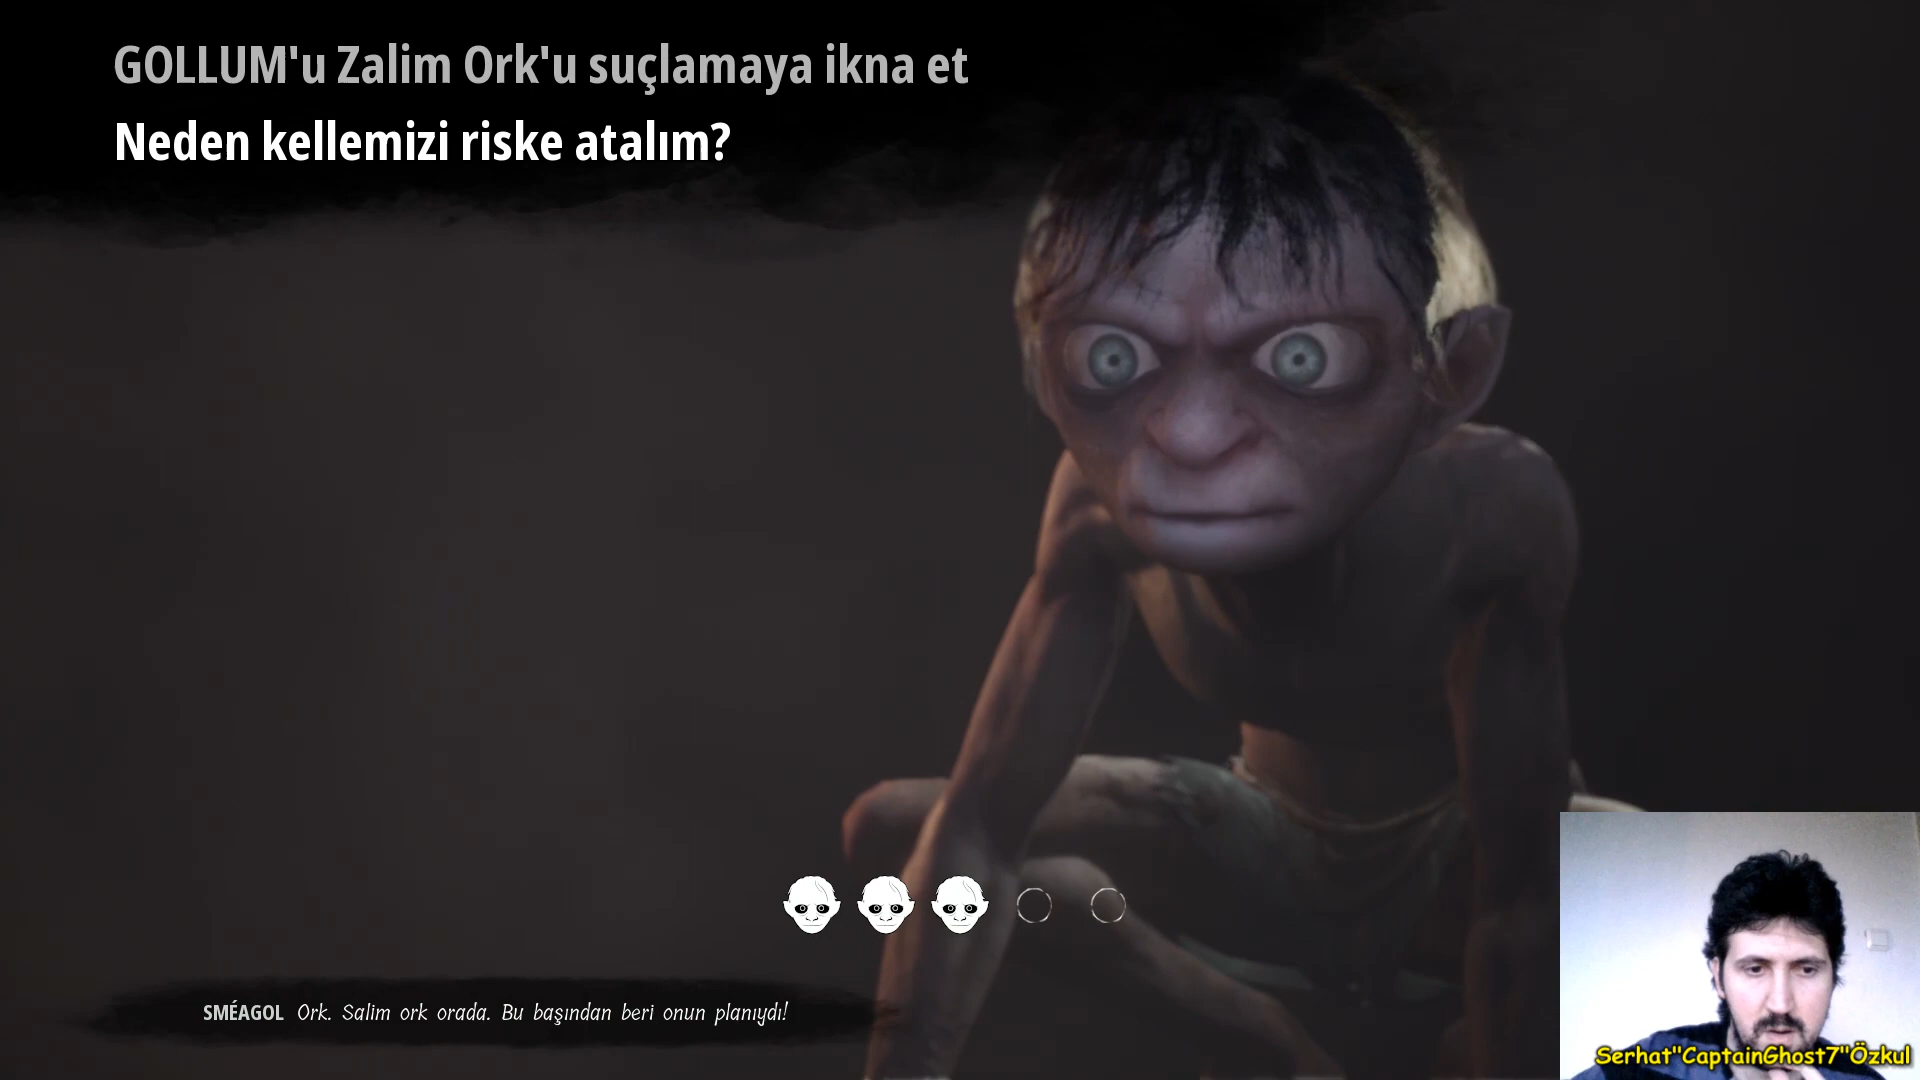 GOLLUM'u Zalim Ork'u suçlamaya ikna et
Neden kellemizi riske atalım?
SMÉAGOL Ork. Salim ork orada. Bu başından beri onun planıydı!
Serhat"CaptainGhost7"Özkul